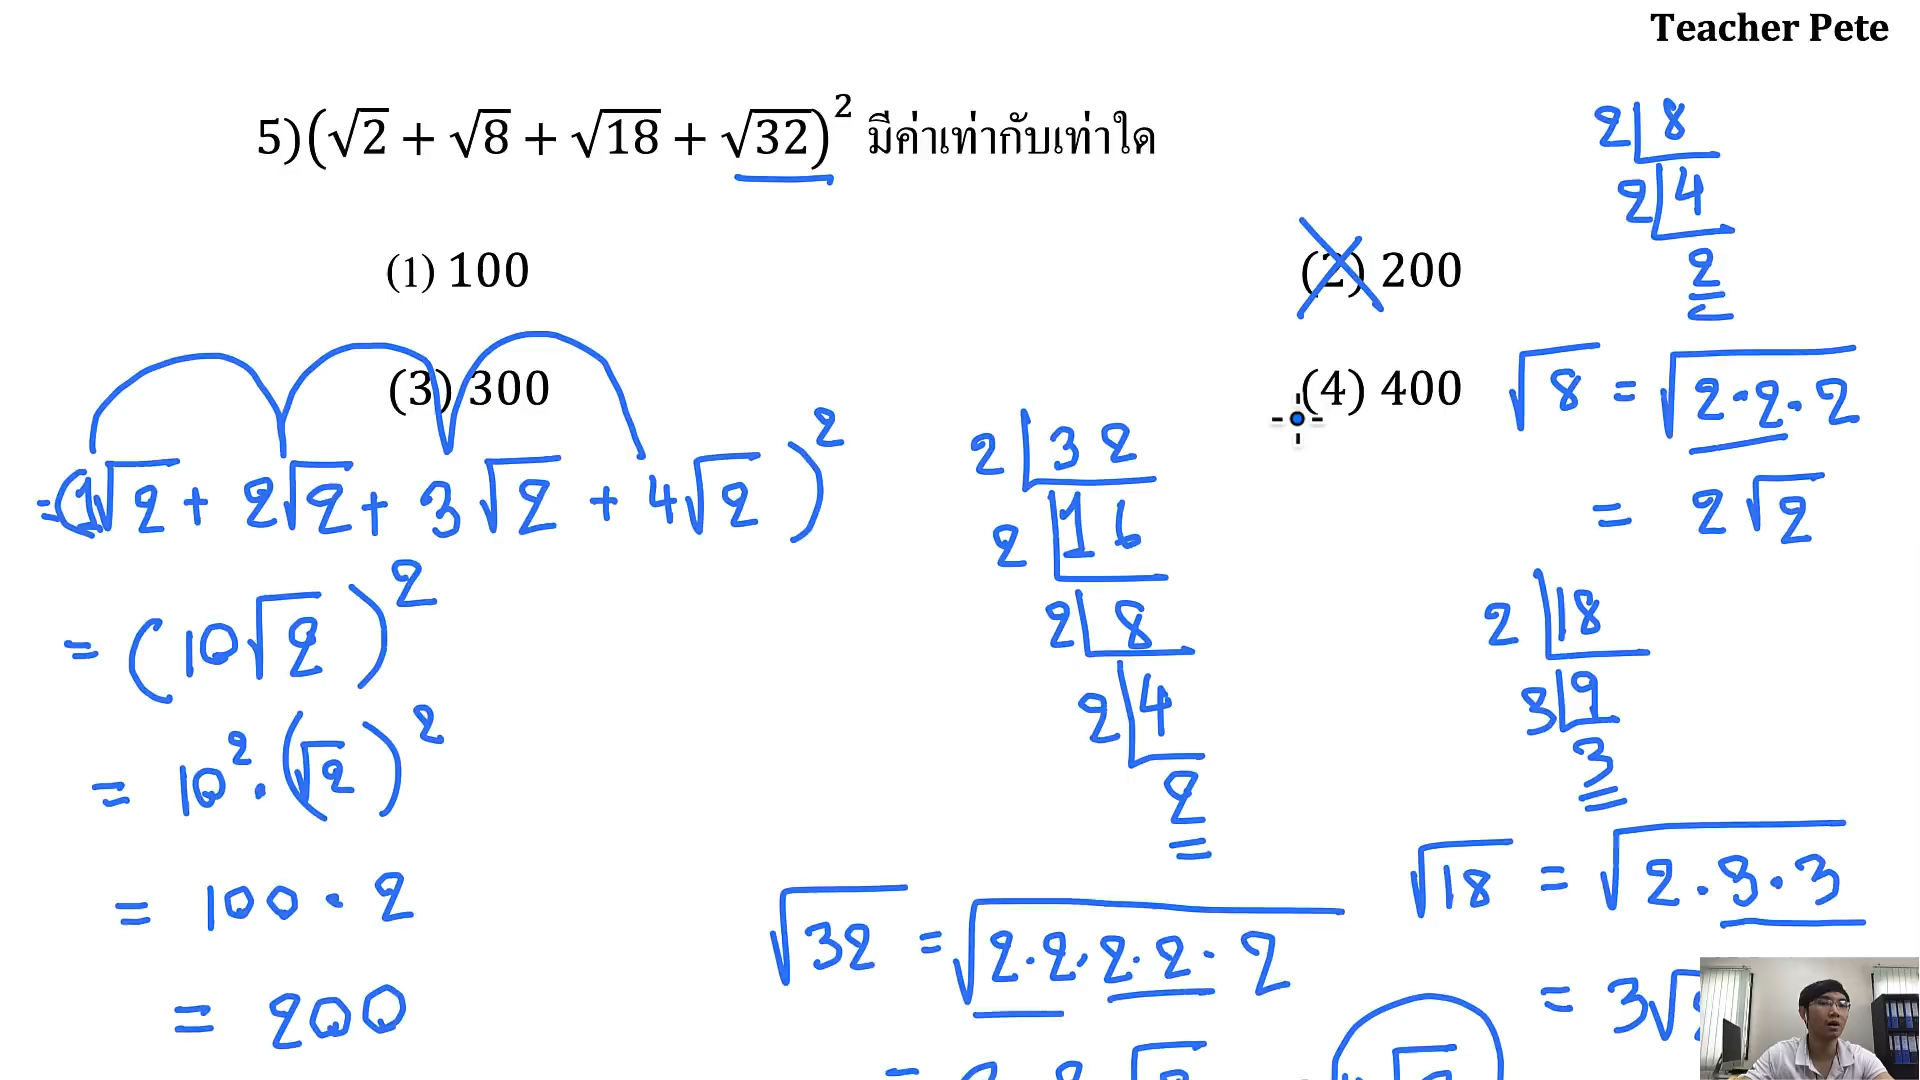 Teacher Pete
5)(√2 + √8 + √18 + √32)² มีค่าเท่ากับเท่าใด
(1) 100
(2) 200
(3) 300
(4) 400
=(1√2 + 2√2 + 3√2 + 4√2)²
= (10√2)²
= 10² · (√2)²
= 100 · 2
= 200
2 32
2 16
2 8
2 4
2
√32 = √2·2·2·2·2
2 8
2 4
2
√8 = √2·2·2
= 2√2
2 18
3 9
3
√18 = √2·3·3
= 3√